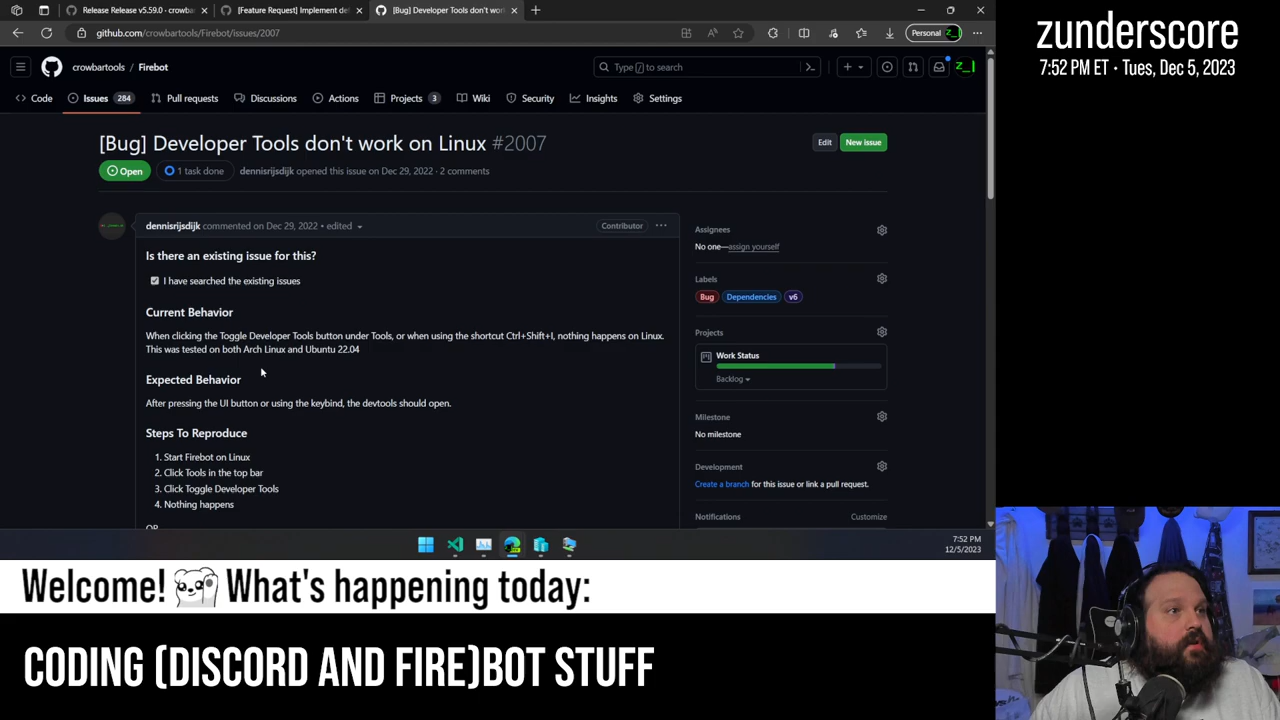 Release Release v5.59.0 · crowba
[Feature Request] Implement de
[Bug] Developer Tools don't wo
github.com/crowbartools/Firebot/issues/2007
Personal
crowbartools / Firebot
Type / to search
Code
Issues 284
Pull requests
Discussions
Actions
Projects 3
Wiki
Security
Insights
Settings
[Bug] Developer Tools don't work on Linux #2007
Edit
New issue
Open
1 task done
dennisrijsdijk opened this issue on Dec 29, 2022 · 2 comments
dennisrijsdijk commented on Dec 29, 2022 • edited
Contributor
Is there an existing issue for this?
I have searched the existing issues
Current Behavior
When clicking the Toggle Developer Tools button under Tools, or when using the shortcut Ctrl+Shift+I, nothing happens on Linux.
This was tested on both Arch Linux and Ubuntu 22.04
Expected Behavior
After pressing the UI button or using the keybind, the devtools should open.
Steps To Reproduce
1. Start Firebot on Linux
2. Click Tools in the top bar
3. Click Toggle Developer Tools
4. Nothing happens
OR
Assignees
No one—assign yourself
Labels
Bug
Dependencies
v6
Projects
Work Status
Backlog
Milestone
No milestone
Development
Create a branch for this issue or link a pull request.
Notifications
Customize
7:52 PM
12/5/2023
zunderscore
7:52 PM ET • Tues, Dec 5, 2023
Welcome! What's happening today:
CODING (DISCORD AND FIRE)BOT STUFF